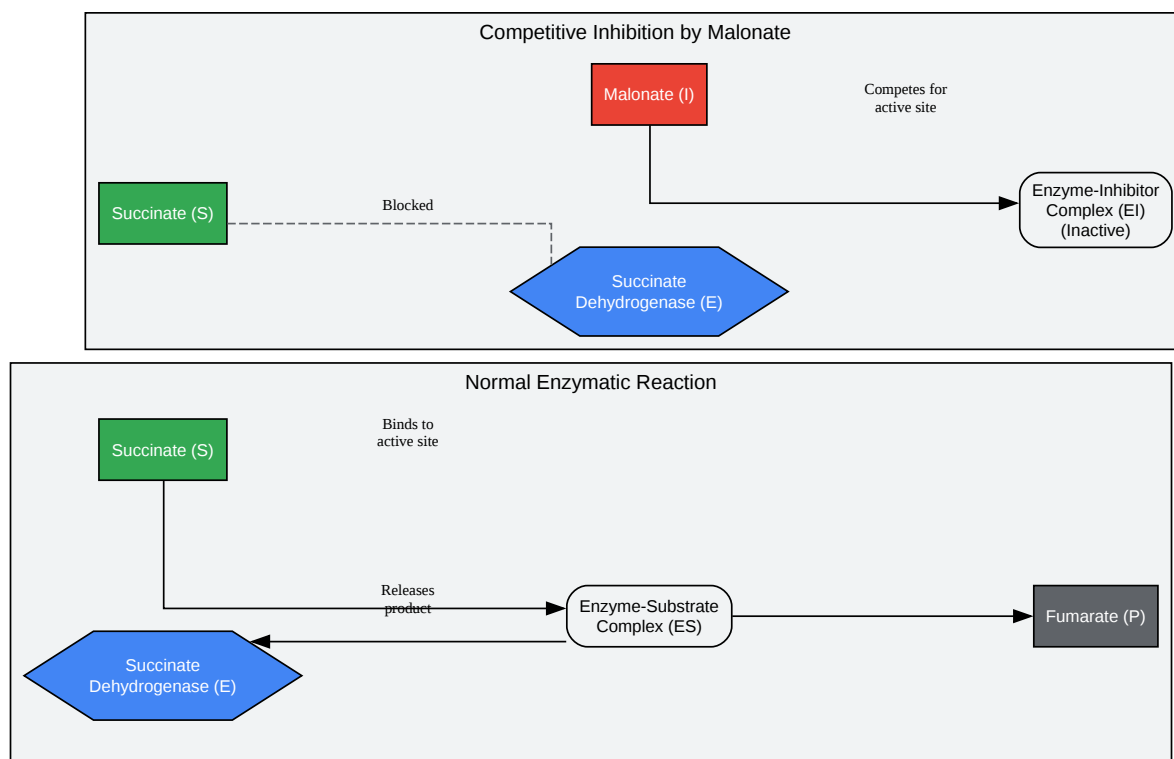 Competitive Inhibition by Malonate
Malonate (I)
Competes for
active site
Enzyme-Inhibitor
Complex (EI)
(Inactive)
Succinate (S)
Blocked
Succinate
Dehydrogenase (E)
Normal Enzymatic Reaction
Succinate (S)
Binds to
active site
Releases
product
Enzyme-Substrate
Complex (ES)
Fumarate (P)
Succinate
Dehydrogenase (E)